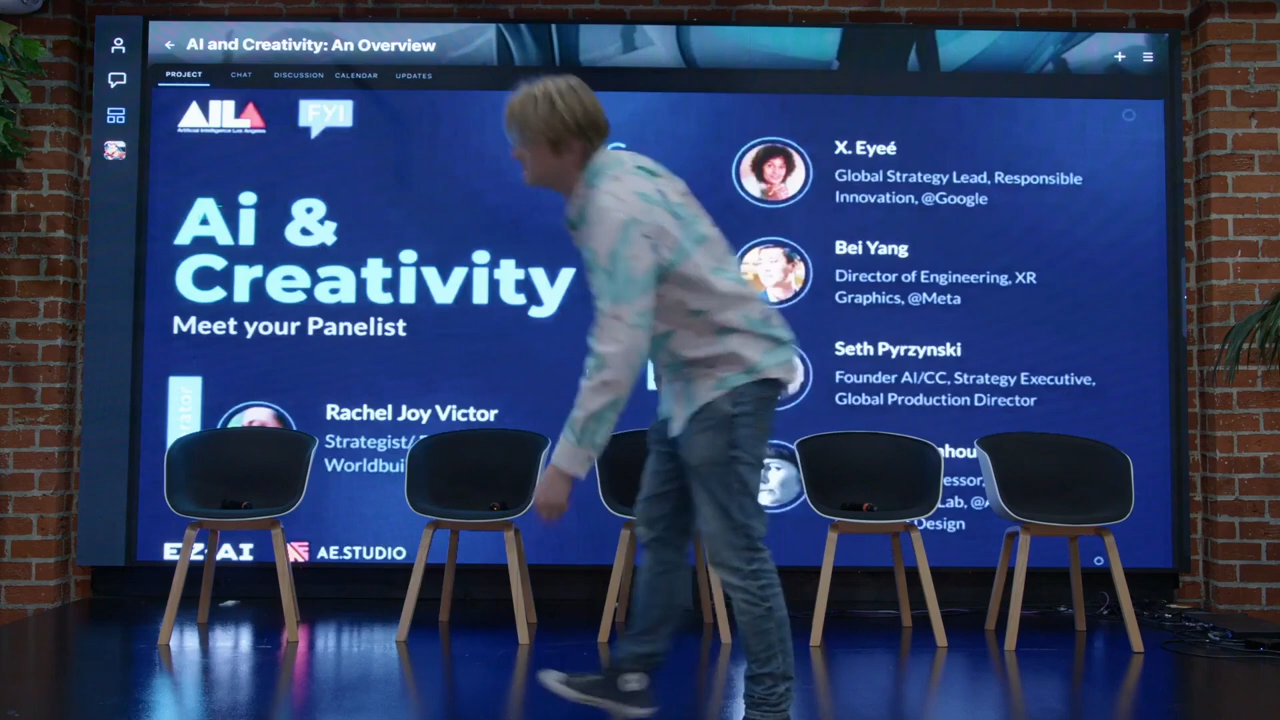 AI and Creativity: An Overview
PROJECT CHAT DISCUSSION CALENDAR UPDATES
AILA
Artificial Intelligence Los Angeles
FYI
Ai &
Creativity
Meet your Panelist
Rachel Joy Victor
Strategist/
Worldbui
AE.STUDIO
X. Eyeé
Global Strategy Lead, Responsible
Innovation, @Google
Bei Yang
Director of Engineering, XR
Graphics, @Meta
Seth Pyrzynski
Founder AI/CC, Strategy Executive,
Global Production Director
Lab,
Design